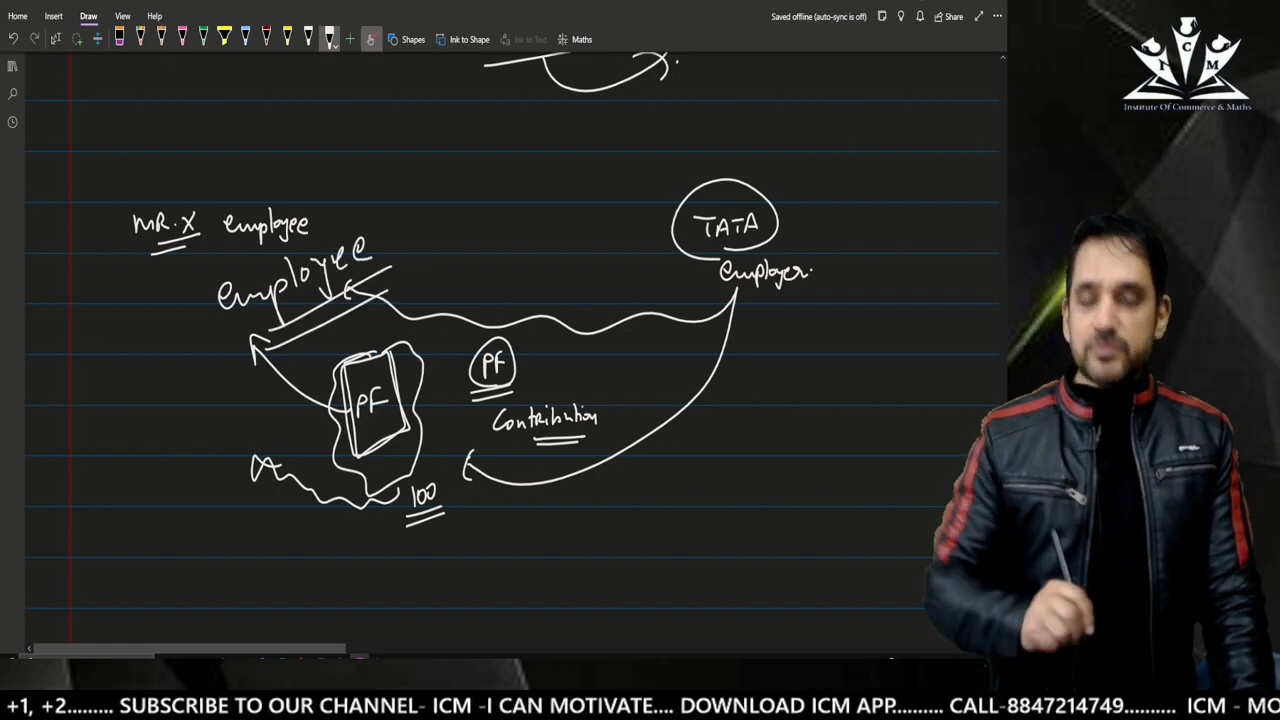 Home Insert Draw View Help
Saved offline (auto-sync is off) Share
Shapes Ink to Shape Ink to Text Maths
MR. X employee
employee
TATA
employer.
PF
PF
Contribution
100
I C M
Institute Of Commerce & Maths
+1, +2......... SUBSCRIBE TO OUR CHANNEL- ICM -I CAN MOTIVATE.... DOWNLOAD ICM APP......... CALL-8847214749.......... ICM - MO